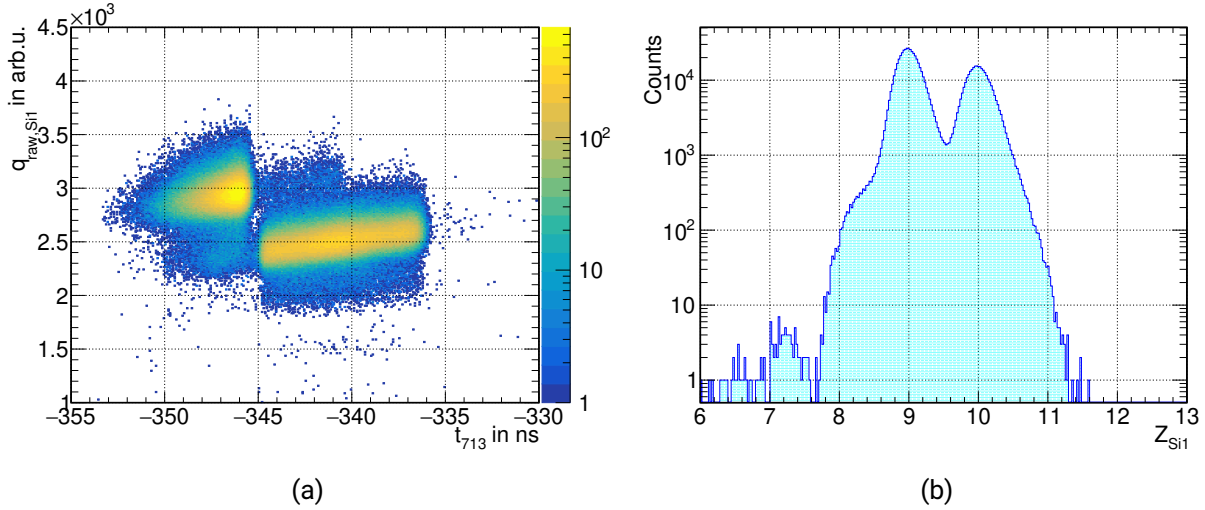 ×10³
4.5
4
3.5
3
2.5
2
1.5
1
q_raw,Si1 in arb.u.
−355 −350 −345 −340 −335 −330
t_713 in ns
10²
10
1
(a)
Counts
10⁴
10³
10²
10
1
6 7 8 9 10 11 12 13
Z_Si1
(b)